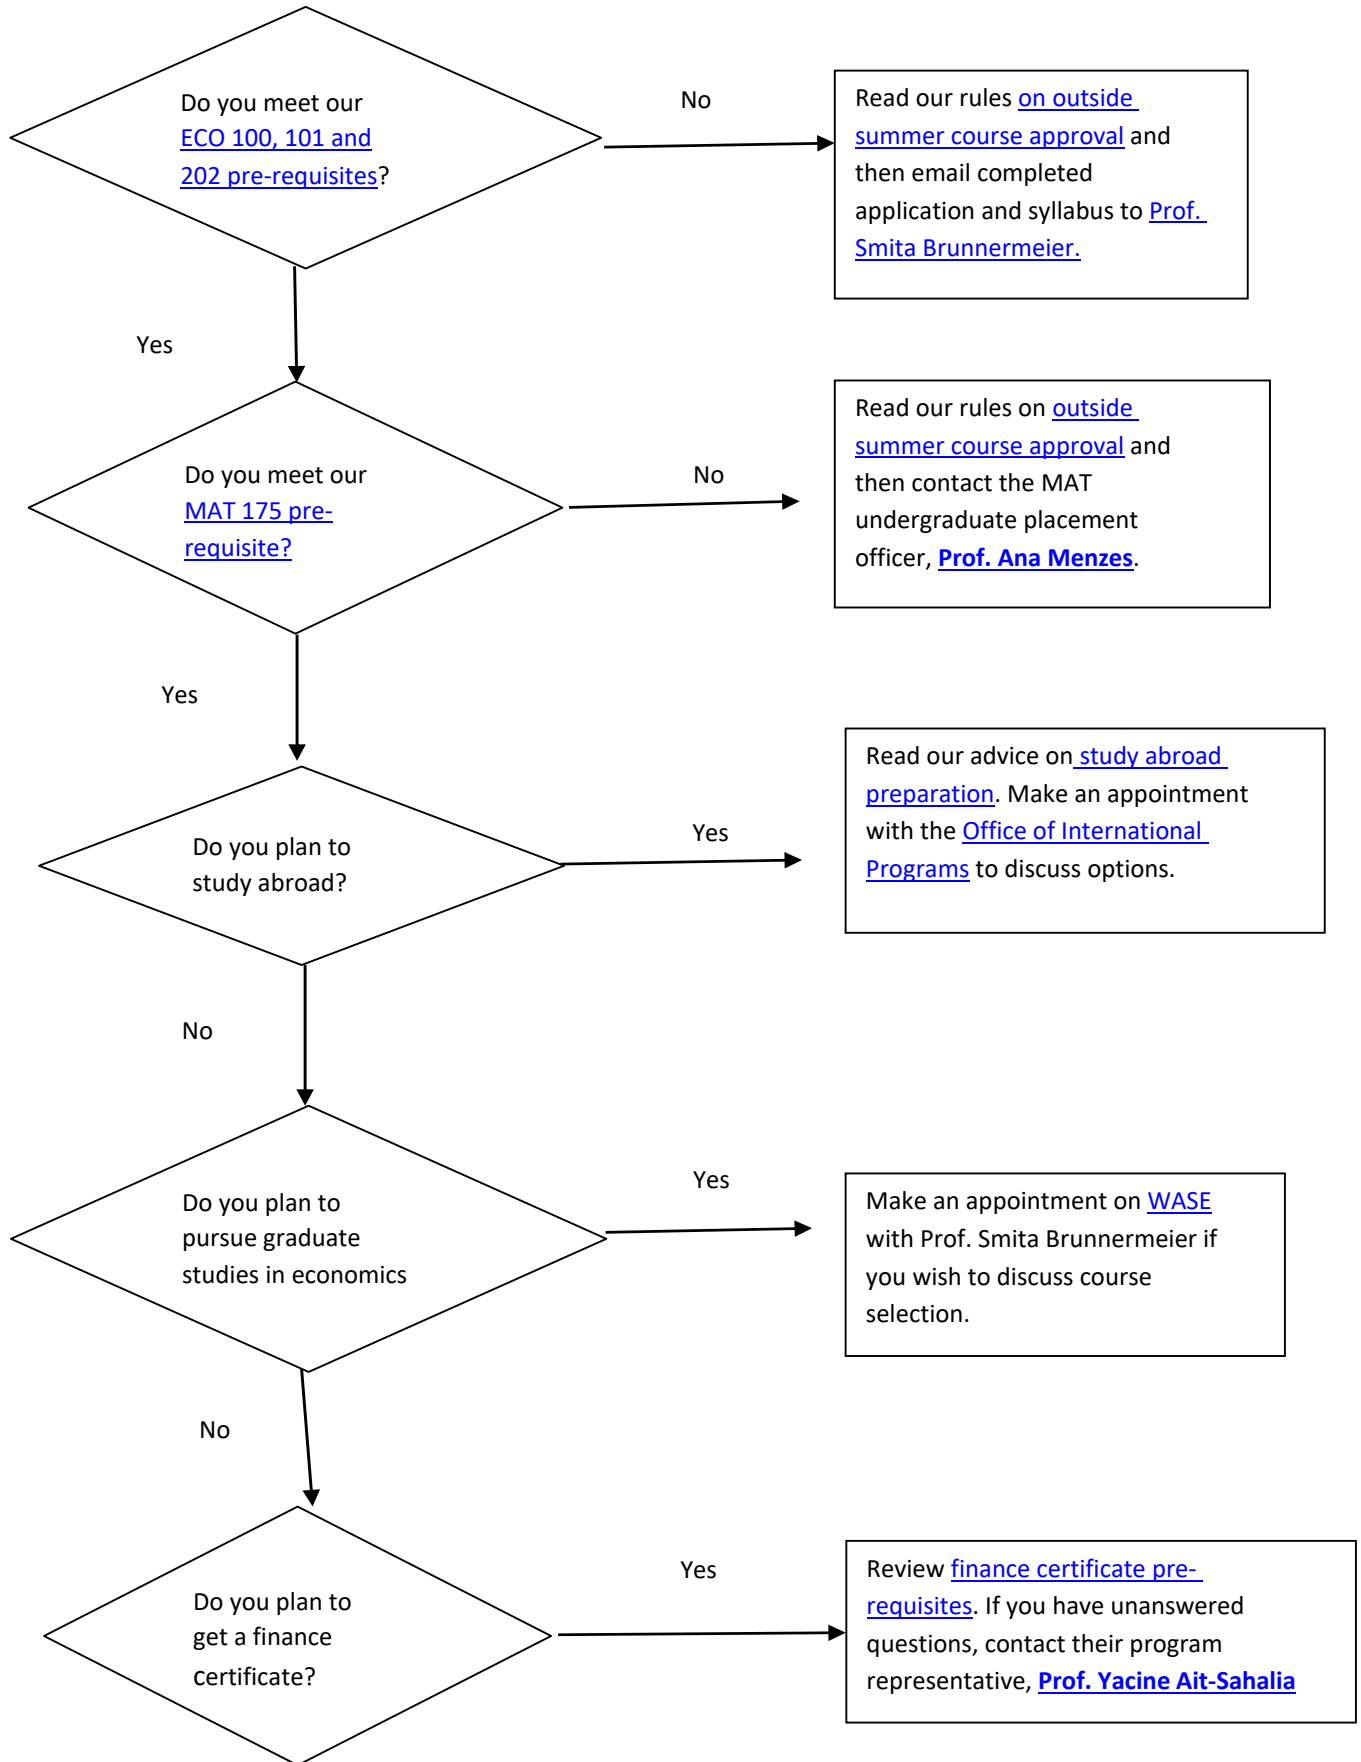 Do you meet our
ECO 100, 101 and
202 pre-requisites?
No
Read our rules on outside
summer course approval and
then email completed
application and syllabus to Prof.
Smita Brunnermeier.
Yes
Do you meet our
MAT 175 pre-
requisite?
No
Read our rules on outside
summer course approval and
then contact the MAT
undergraduate placement
officer, Prof. Ana Menzes.
Yes
Do you plan to
study abroad?
Yes
Read our advice on study abroad
preparation. Make an appointment
with the Office of International
Programs to discuss options.
No
Do you plan to
pursue graduate
studies in economics
Yes
Make an appointment on WASE
with Prof. Smita Brunnermeier if
you wish to discuss course
selection.
No
Do you plan to
get a finance
certificate?
Yes
Review finance certificate pre-
requisites. If you have unanswered
questions, contact their program
representative, Prof. Yacine Ait-Sahalia